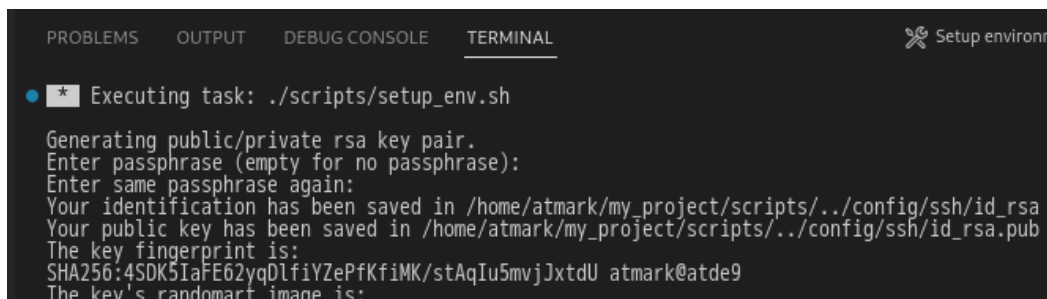 PROBLEMS OUTPUT DEBUG CONSOLE TERMINAL Setup environ
* Executing task: ./scripts/setup_env.sh
Generating public/private rsa key pair.
Enter passphrase (empty for no passphrase):
Enter same passphrase again:
Your identification has been saved in /home/atmark/my_project/scripts/../config/ssh/id_rsa
Your public key has been saved in /home/atmark/my_project/scripts/../config/ssh/id_rsa.pub
The key fingerprint is:
SHA256:4SDK5IaFE62yqDlfiYZePfKfiMK/stAqIu5mvjJxtdU atmark@atde9
The key's randomart image is: